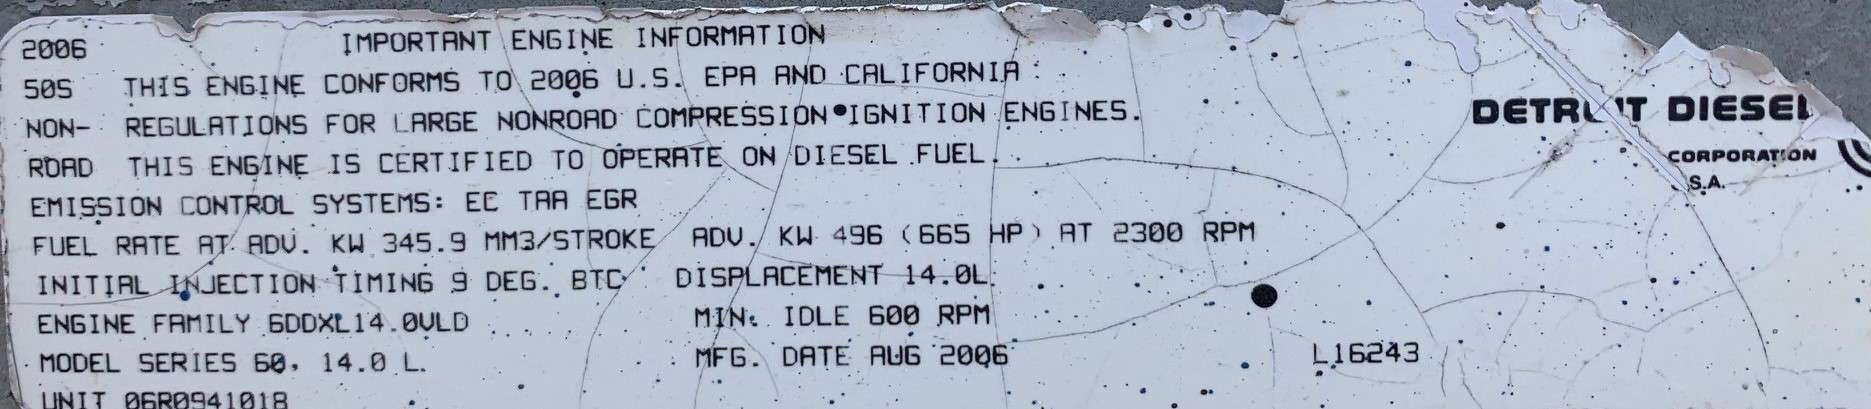 2006 IMPORTANT ENGINE INFORMATION
50S THIS ENGINE CONFORMS TO 2006 U.S. EPA AND CALIFORNIA
NON- REGULATIONS FOR LARGE NONROAD COMPRESSION IGNITION ENGINES.
ROAD THIS ENGINE IS CERTIFIED TO OPERATE ON DIESEL FUEL.
EMISSION CONTROL SYSTEMS: EC TAA EGR
FUEL RATE AT ADV. KW 345.9 MM3/STROKE ADV. KW 496 (665 HP) AT 2300 RPM
INITIAL INJECTION TIMING 9 DEG. BTC DISPLACEMENT 14.0L
ENGINE FAMILY 6DDXL14.0VLD MIN. IDLE 600 RPM
MODEL SERIES 60, 14.0 L. MFG. DATE AUG 2006 L16243
UNIT 06R0941018
DETROIT DIESEL
CORPORATION
S.A.